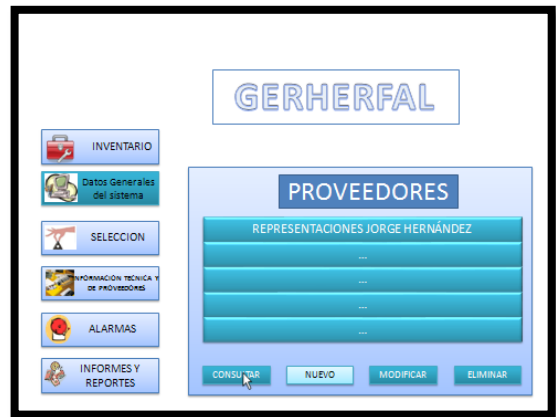 GERHERFAL
INVENTARIO
Datos Generales
del sistema
SELECCION
INFORMACIÓN TECNICA Y
DE PROVEEDORES
ALARMAS
INFORMES Y
REPORTES
PROVEEDORES
REPRESENTACIONES JORGE HERNÁNDEZ
...
...
...
...
CONSULTAR NUEVO MODIFICAR ELIMINAR